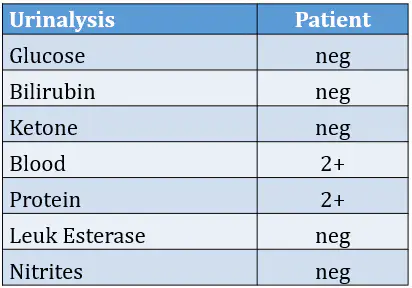 Urinalysis Patient
Glucose neg
Bilirubin neg
Ketone neg
Blood 2+
Protein 2+
Leuk Esterase neg
Nitrites neg